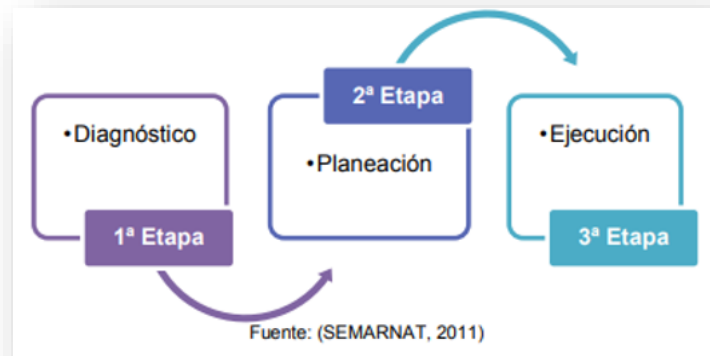 •Diagnóstico
1ª Etapa
2ª Etapa
•Planeación
•Ejecución
3ª Etapa
Fuente: (SEMARNAT, 2011)